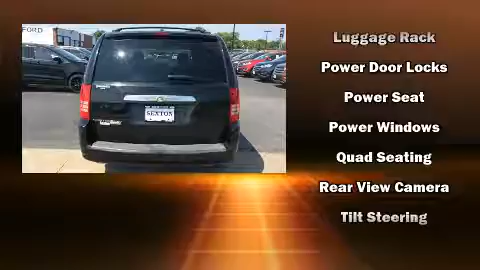 FORD
SEXTON
Luggage Rack
Power Door Locks
Power Seat
Power Windows
Quad Seating
Rear View Camera
Tilt Steering